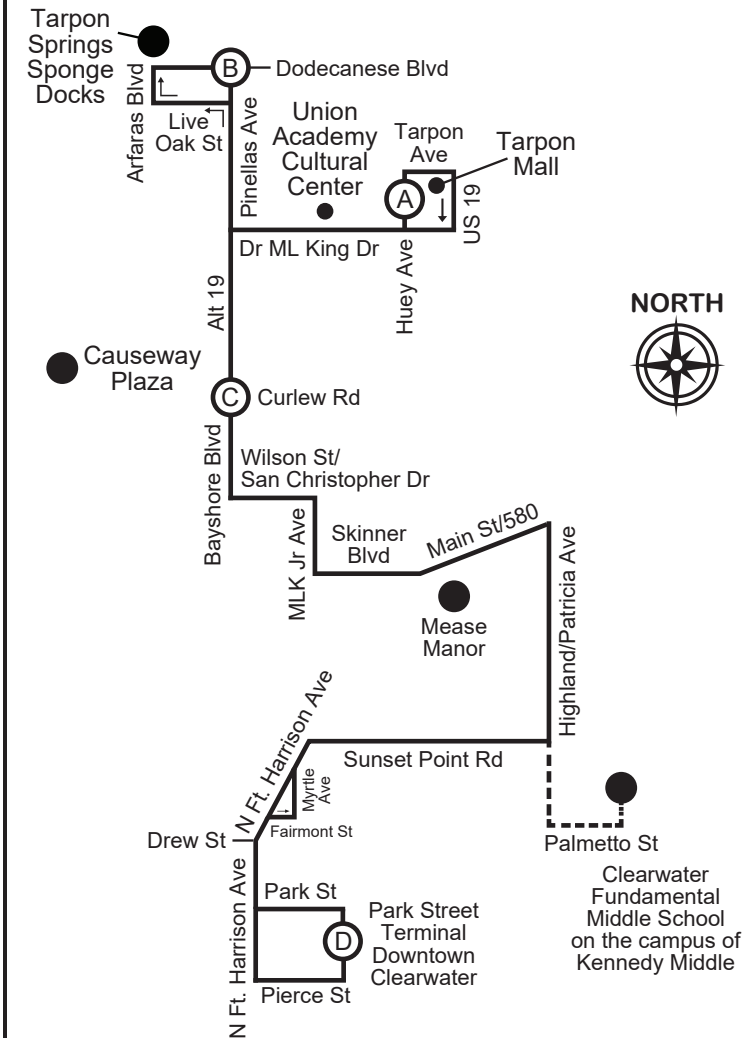 Tarpon
Springs
Sponge
Docks
B
Dodecanese Blvd
Arfaras Blvd
Live
Oak St
Pinellas Ave
Union
Academy
Cultural
Center
Tarpon
Ave
Tarpon
Mall
A
US 19
Dr ML King Dr
Huey Ave
Alt 19
NORTH
Causeway
Plaza
C
Curlew Rd
Bayshore Blvd
Wilson St/
San Christopher Dr
MLK Jr Ave
Skinner
Blvd
Main St/580
Mease
Manor
Highland/Patricia Ave
N Ft. Harrison Ave
Sunset Point Rd
Myrtle
Ave
Fairmont St
Drew St
Palmetto St
Clearwater
Fundamental
Middle School
on the campus of
Kennedy Middle
N Ft. Harrison Ave
Park St
D
Park Street
Terminal
Downtown
Clearwater
Pierce St